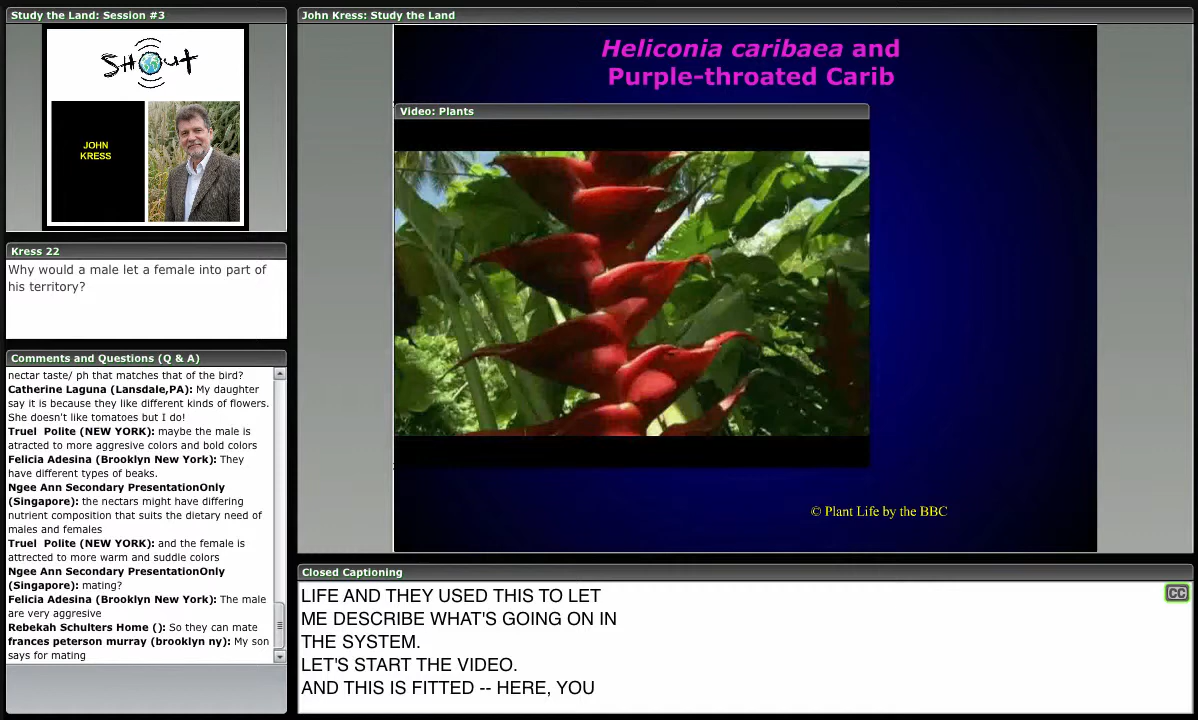 Study the Land: Session #3
SHOUT
JOHN
KRESS
Kress 22
Why would a male let a female into part of
his territory?
Comments and Questions (Q & A)
nectar taste/ ph that matches that of the bird?
Catherine Laguna (Lansdale,PA): My daughter
say it is because they like different kinds of flowers.
She doesn't like tomatoes but I do!
Truel Polite (NEW YORK): maybe the male is
atracted to more aggresive colors and bold colors
Felicia Adesina (Brooklyn New York): They
have different types of beaks.
Ngee Ann Secondary PresentationOnly
(Singapore): the nectars might have differing
nutrient composition that suits the dietary need of
males and females
Truel Polite (NEW YORK): and the female is
attrected to more warm and suddle colors
Ngee Ann Secondary PresentationOnly
(Singapore): mating?
Felicia Adesina (Brooklyn New York): The male
are very aggresive
Rebekah Schulters Home (): So they can mate
frances peterson murray (brooklyn ny): My son
says for mating
John Kress: Study the Land
Heliconia caribaea and
Purple-throated Carib
Video: Plants
© Plant Life by the BBC
Closed Captioning
CC
LIFE AND THEY USED THIS TO LET
ME DESCRIBE WHAT'S GOING ON IN
THE SYSTEM.
LET'S START THE VIDEO.
AND THIS IS FITTED -- HERE, YOU